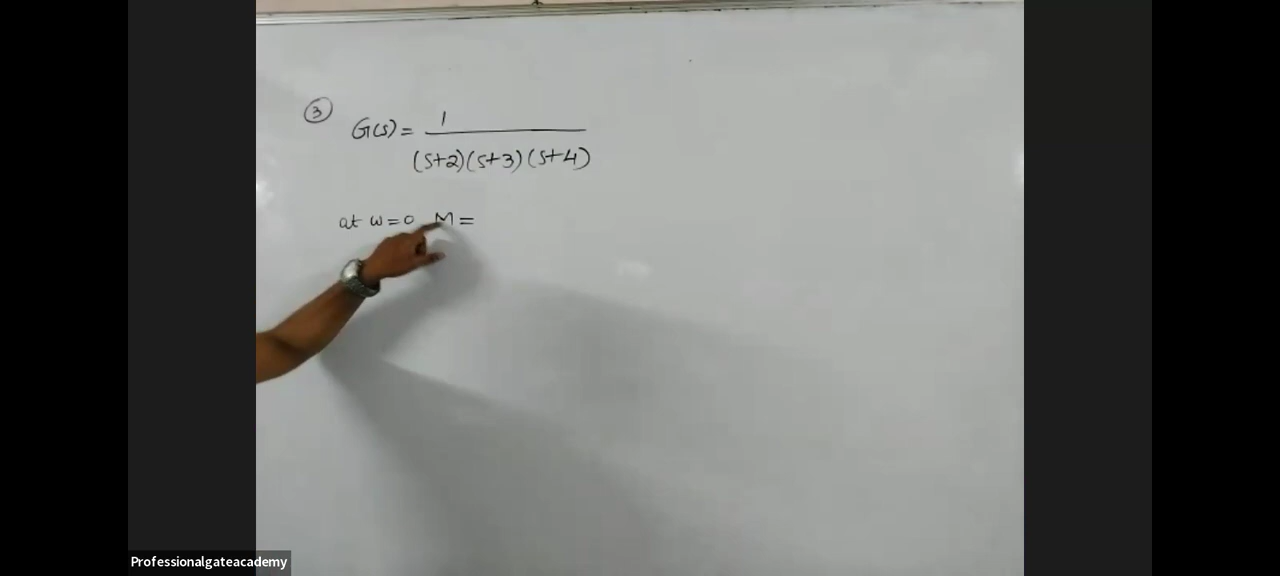 ③
G(s) = 1
(s+2)(s+3)(s+4)
at ω=0 M=
Professionalgateacademy